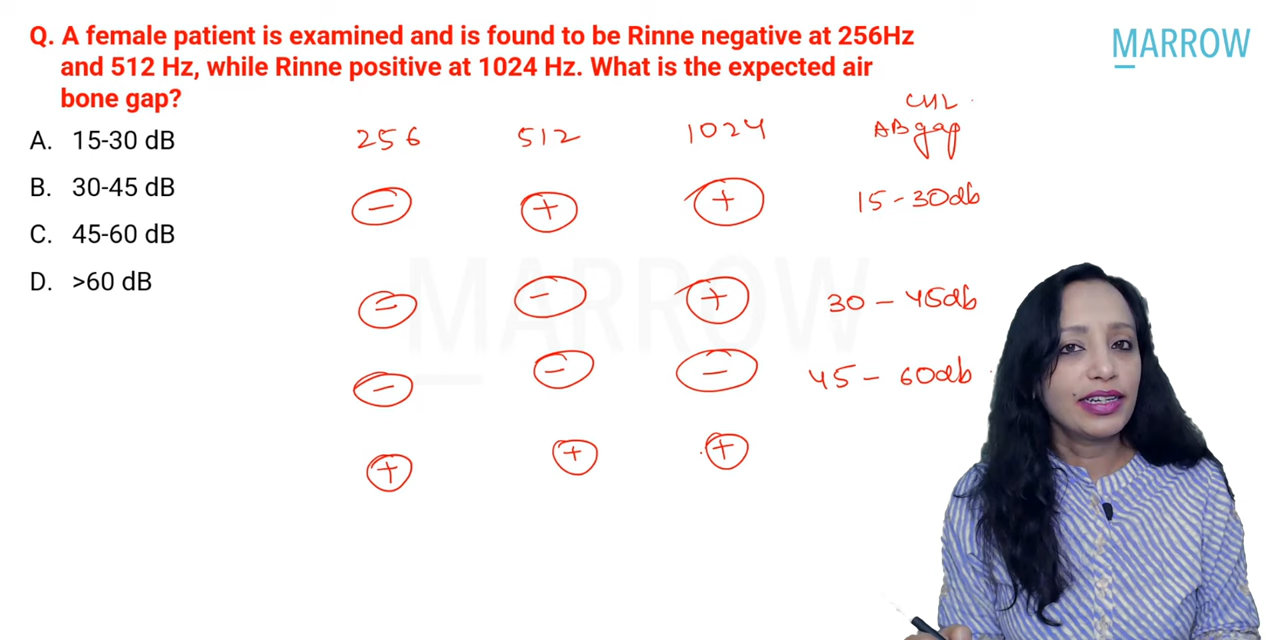 Q. A female patient is examined and is found to be Rinne negative at 256Hz
and 512 Hz, while Rinne positive at 1024 Hz. What is the expected air
bone gap?
MARROW
A. 15-30 dB
B. 30-45 dB
C. 45-60 dB
D. >60 dB
CHL
256 512 1024 AB gap
- + + 15-30db
- - + 30-45db
- - - 45-60db
+ + +
MARROW